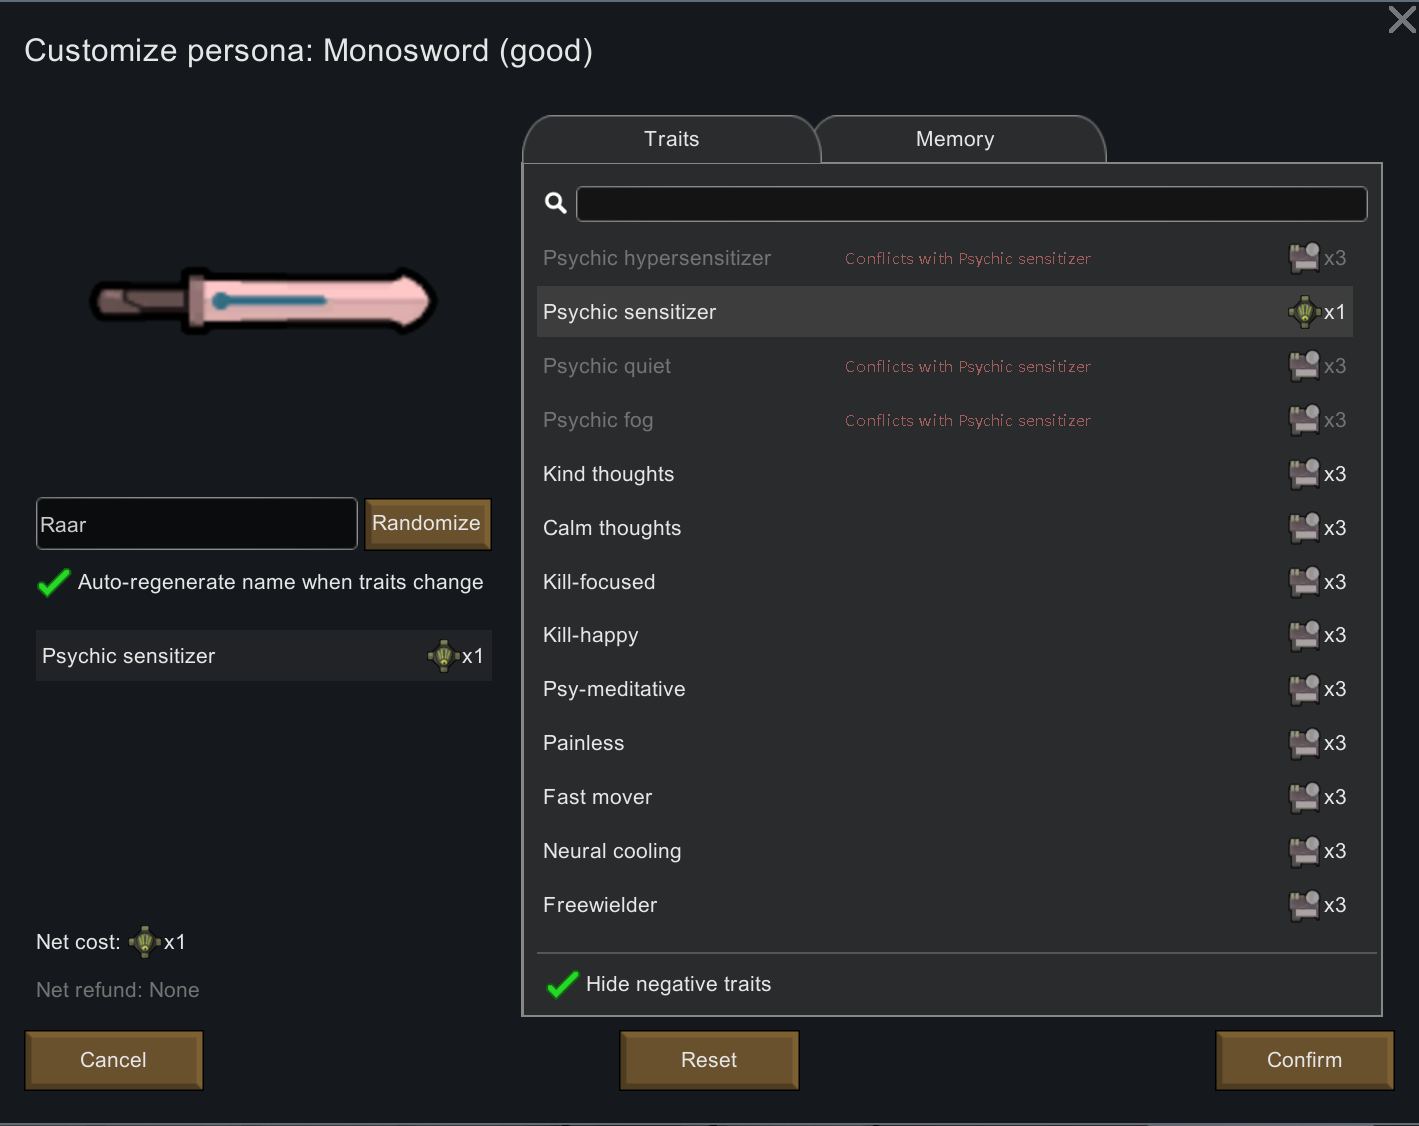 Customize persona: Monosword (good)
Traits
Memory
Psychic hypersensitizer Conflicts with Psychic sensitizer x3
Psychic sensitizer x1
Psychic quiet Conflicts with Psychic sensitizer x3
Psychic fog Conflicts with Psychic sensitizer x3
Kind thoughts x3
Calm thoughts x3
Kill-focused x3
Kill-happy x3
Psy-meditative x3
Painless x3
Fast mover x3
Neural cooling x3
Freewielder x3
Hide negative traits
Raar
Randomize
Auto-regenerate name when traits change
Psychic sensitizer x1
Net cost: x1
Net refund: None
Cancel
Reset
Confirm